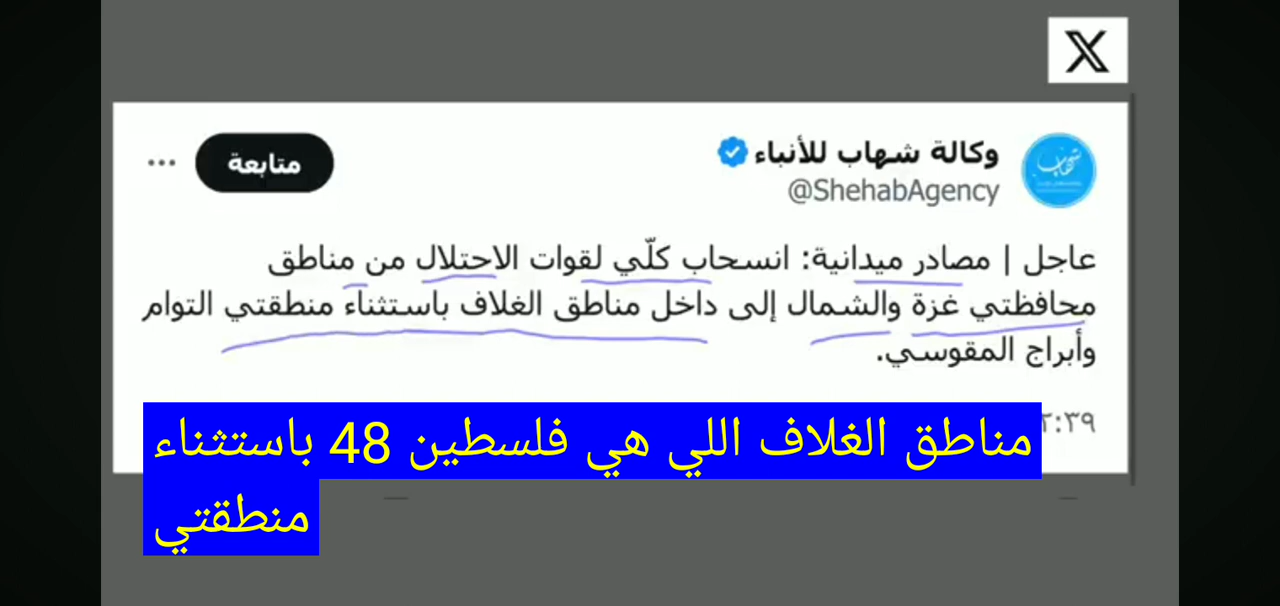 وكالة شهاب للأنباء
@ShehabAgency
متابعة
عاجل | مصادر ميدانية: انسحاب كلّي لقوات الاحتلال من مناطق
محافظتي غزة والشمال إلى داخل مناطق الغلاف باستثناء منطقتي التوام
وأبراج المقوسي.
مناطق الغلاف اللي هي فلسطين 48 باستثناء
منطقتي